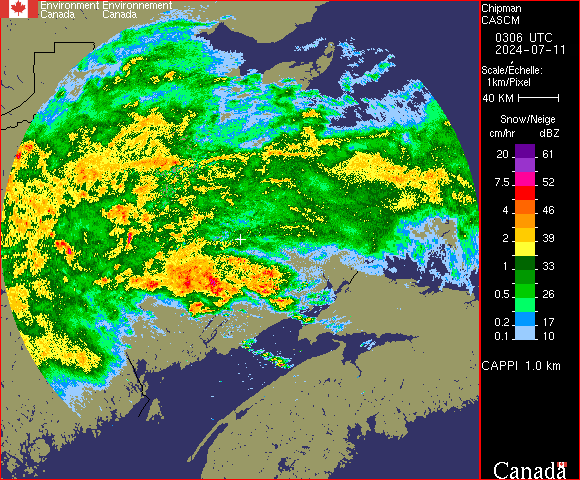 Environment Environnement
Canada Canada
Chipman
CASCM
0306 UTC
2024-07-11
Scale/Échelle:
1km/Pixel
40 KM
Snow/Neige
cm/hr dBZ
20 61
7.5 52
4 46
2 39
1 33
0.5 26
0.2 17
0.1 10
CAPPI 1.0 km
Canada